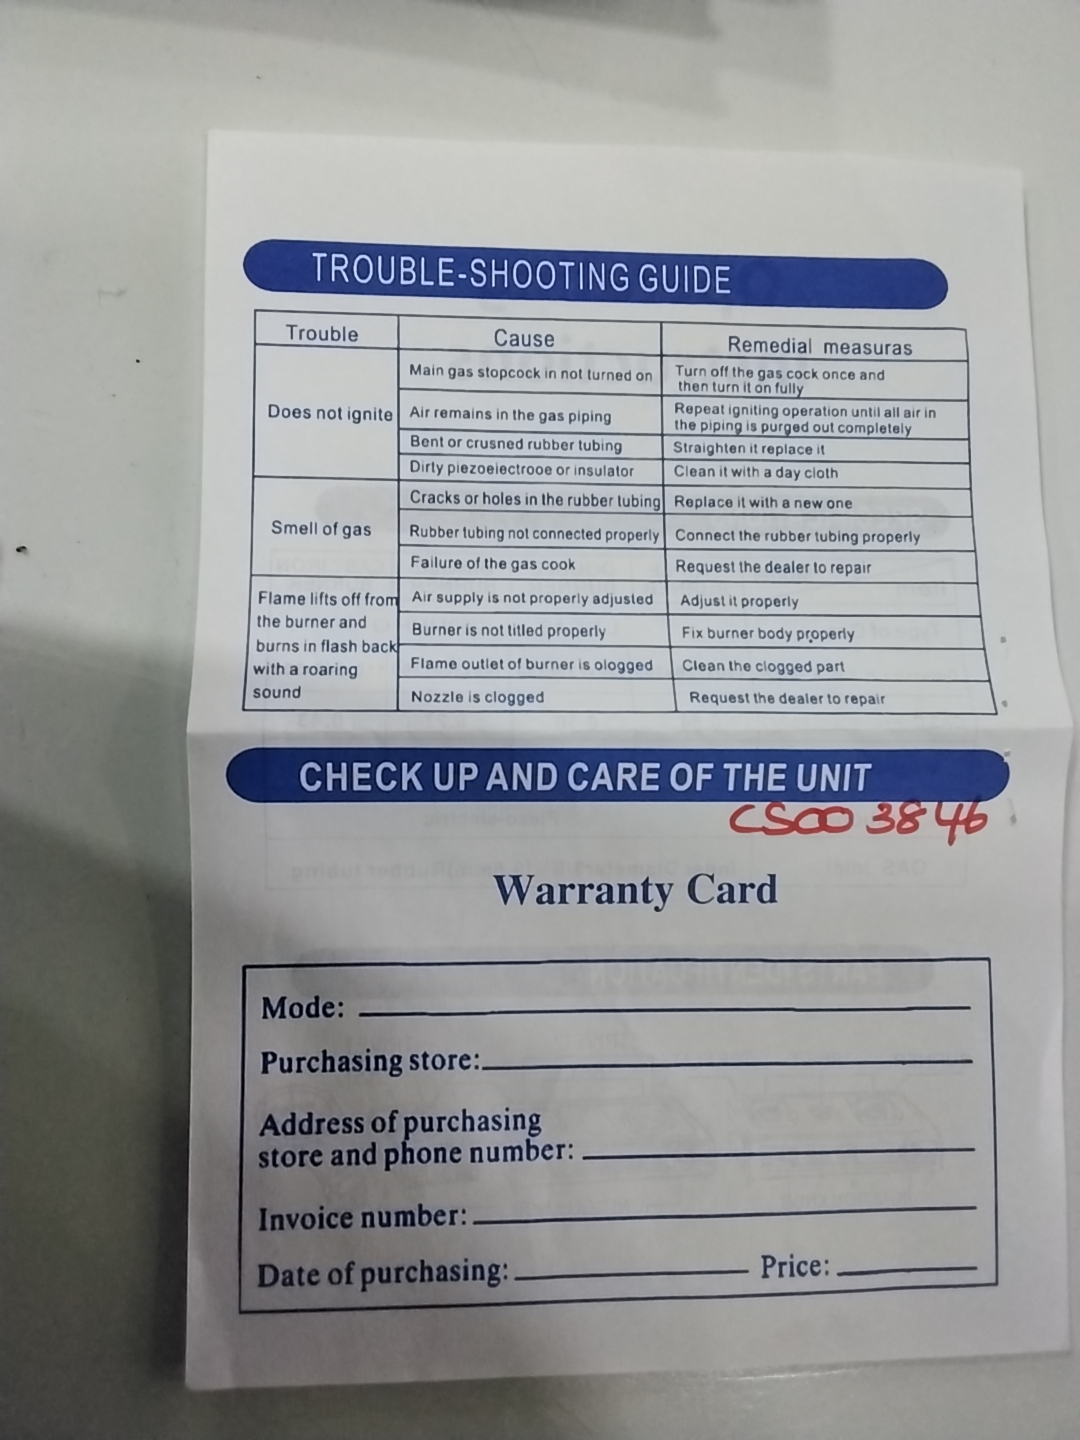 TROUBLE-SHOOTING GUIDE
Trouble Cause Remedial measuras
Does not ignite
Main gas stopcock in not turned on
Turn off the gas cock once and
then turn it on fully
Air remains in the gas piping
Repeat igniting operation until all air in
the piping is purged out completely
Bent or crusned rubber tubing
Straighten it replace it
Dirty piezoeiectrooe or insulator
Clean it with a day cloth
Smell of gas
Cracks or holes in the rubber tubing
Replace it with a new one
Rubber tubing not connected properly
Connect the rubber tubing properly
Failure of the gas cook
Request the dealer to repair
Flame lifts off from
the burner and
burns in flash back
with a roaring
sound
Air supply is not properly adjusted
Adjust it properly
Burner is not titled properly
Fix burner body properly
Flame outlet of burner is ologged
Clean the clogged part
Nozzle is clogged
Request the dealer to repair
CHECK UP AND CARE OF THE UNIT
CS003846
Warranty Card
Mode:
Purchasing store:
Address of purchasing
store and phone number:
Invoice number:
Date of purchasing: Price: